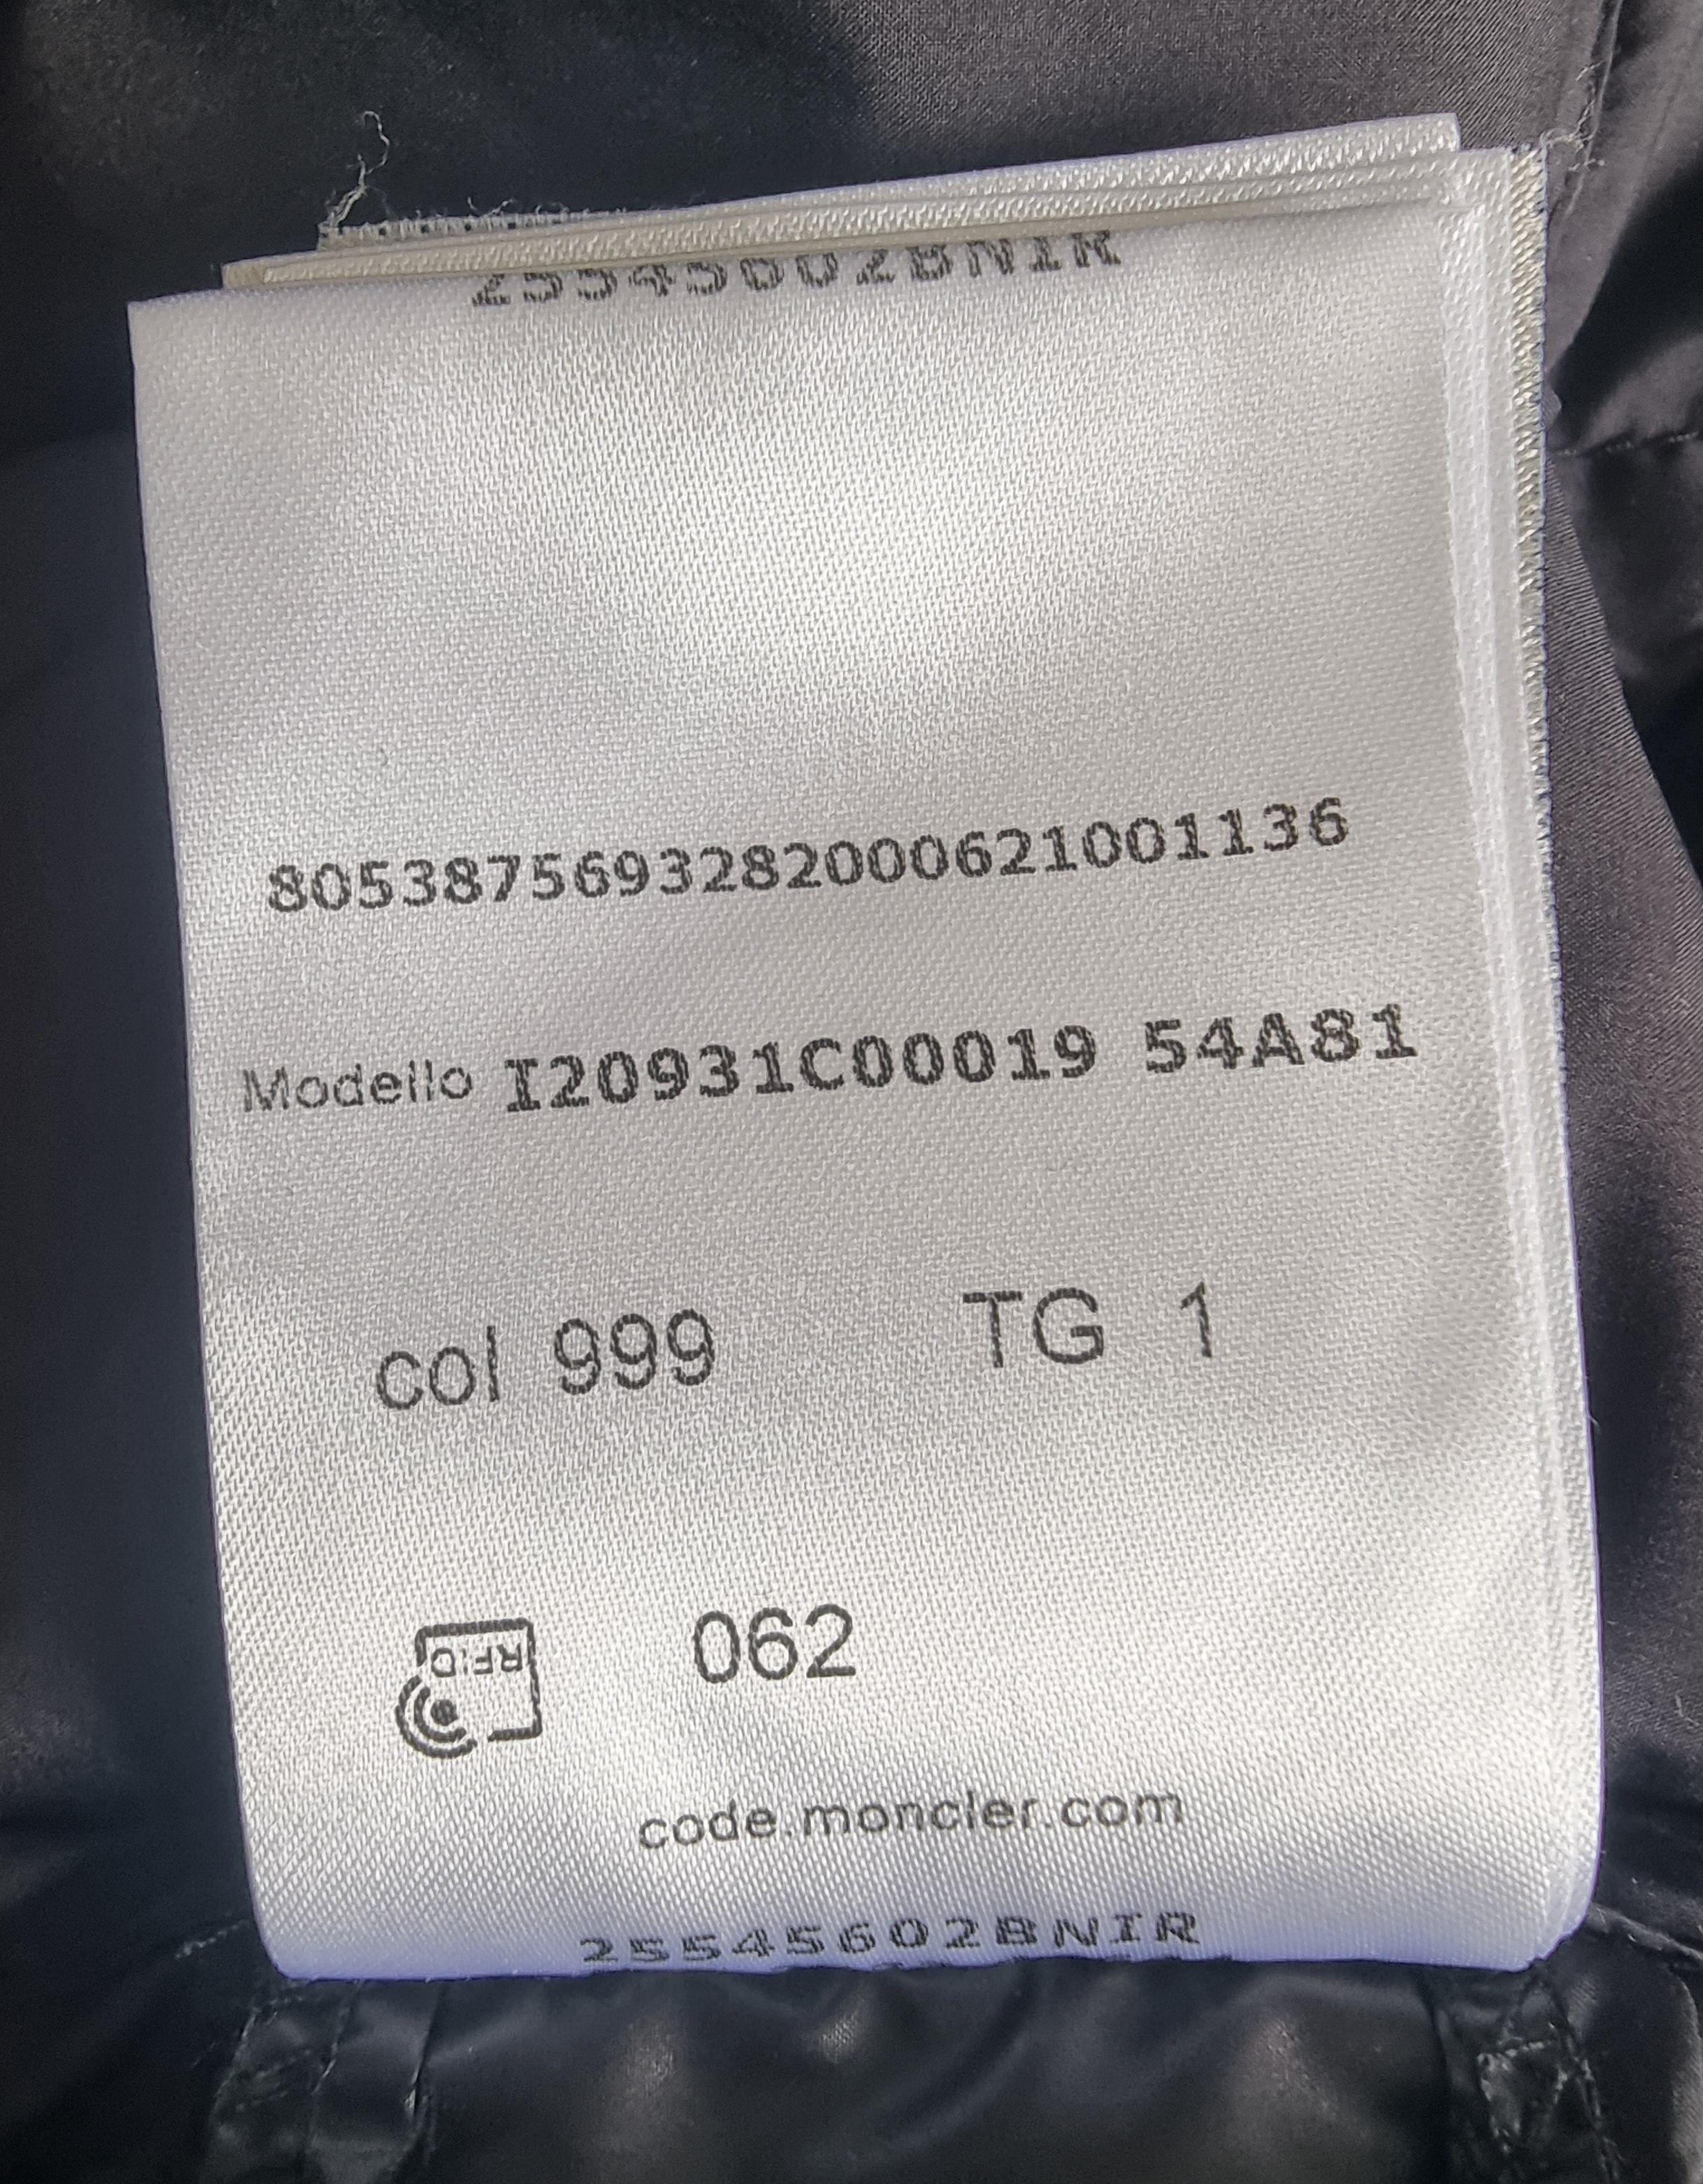 25545602BNIR
8053875693282000621001136
Modello I20931C00019 54A81
col 999 TG 1
RFID 062
code.moncler.com
25545602BNIR